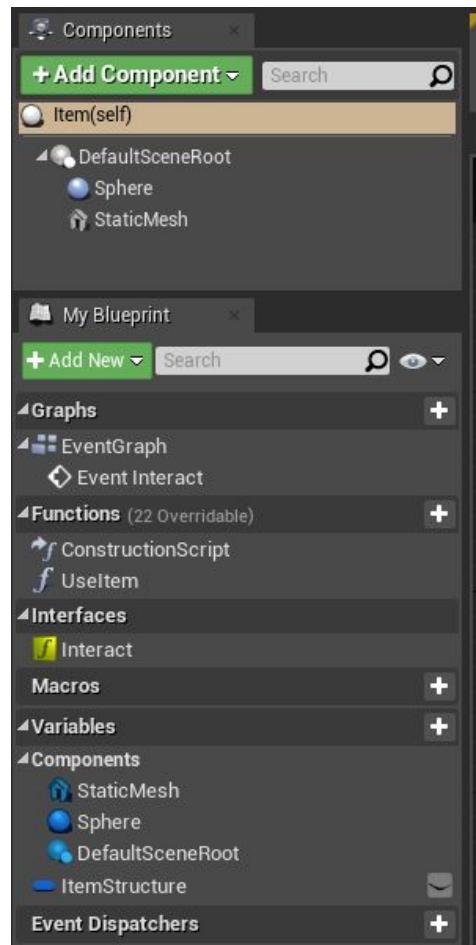 Components
+ Add Component
Search
Item(self)
DefaultSceneRoot
Sphere
StaticMesh
My Blueprint
+ Add New
Search
Graphs
EventGraph
Event Interact
Functions (22 Overridable)
ConstructionScript
UseItem
Interfaces
Interact
Macros
Variables
Components
StaticMesh
Sphere
DefaultSceneRoot
ItemStructure
Event Dispatchers